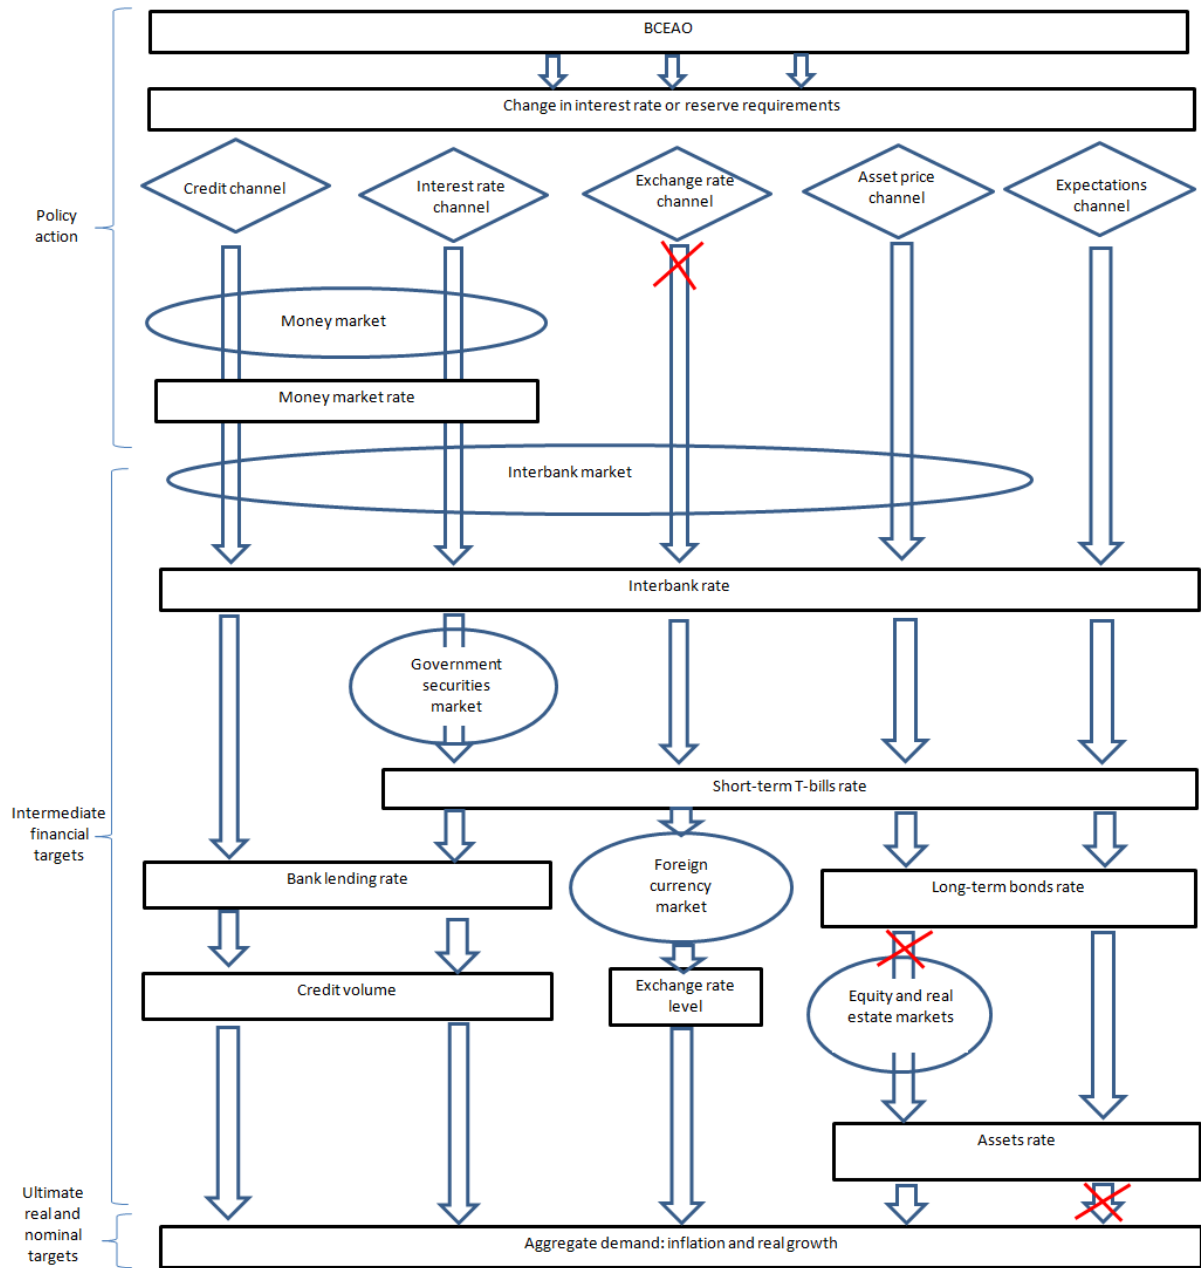 BCEAO
Change in interest rate or reserve requirements
Credit channel
Interest rate
channel
Exchange rate
channel
Asset price
channel
Expectations
channel
Policy
action
Money market
Money market rate
Interbank market
Interbank rate
Government
securities
market
Short-term T-bills rate
Intermediate
financial
targets
Bank lending rate
Foreign
currency
market
Long-term bonds rate
Credit volume
Exchange rate
level
Equity and real
estate markets
Assets rate
Ultimate
real and
nominal
targets
Aggregate demand: inflation and real growth